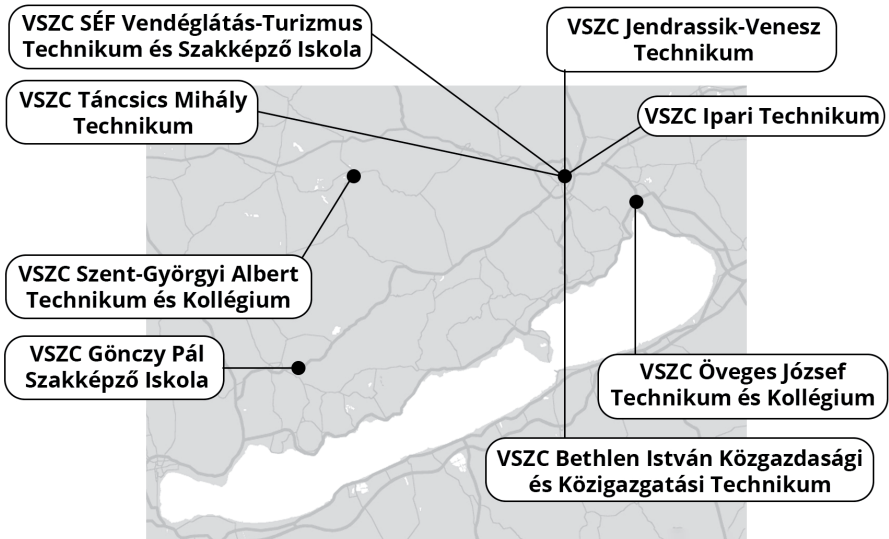 VSZC SÉF Vendéglátás-Turizmus
Technikum és Szakképző Iskola
VSZC Jendrassik-Venesz
Technikum
VSZC Táncsics Mihály
Technikum
VSZC Ipari Technikum
VSZC Szent-Györgyi Albert
Technikum és Kollégium
VSZC Gönczy Pál
Szakképző Iskola
VSZC Öveges József
Technikum és Kollégium
VSZC Bethlen István Közgazdasági
és Közigazgatási Technikum